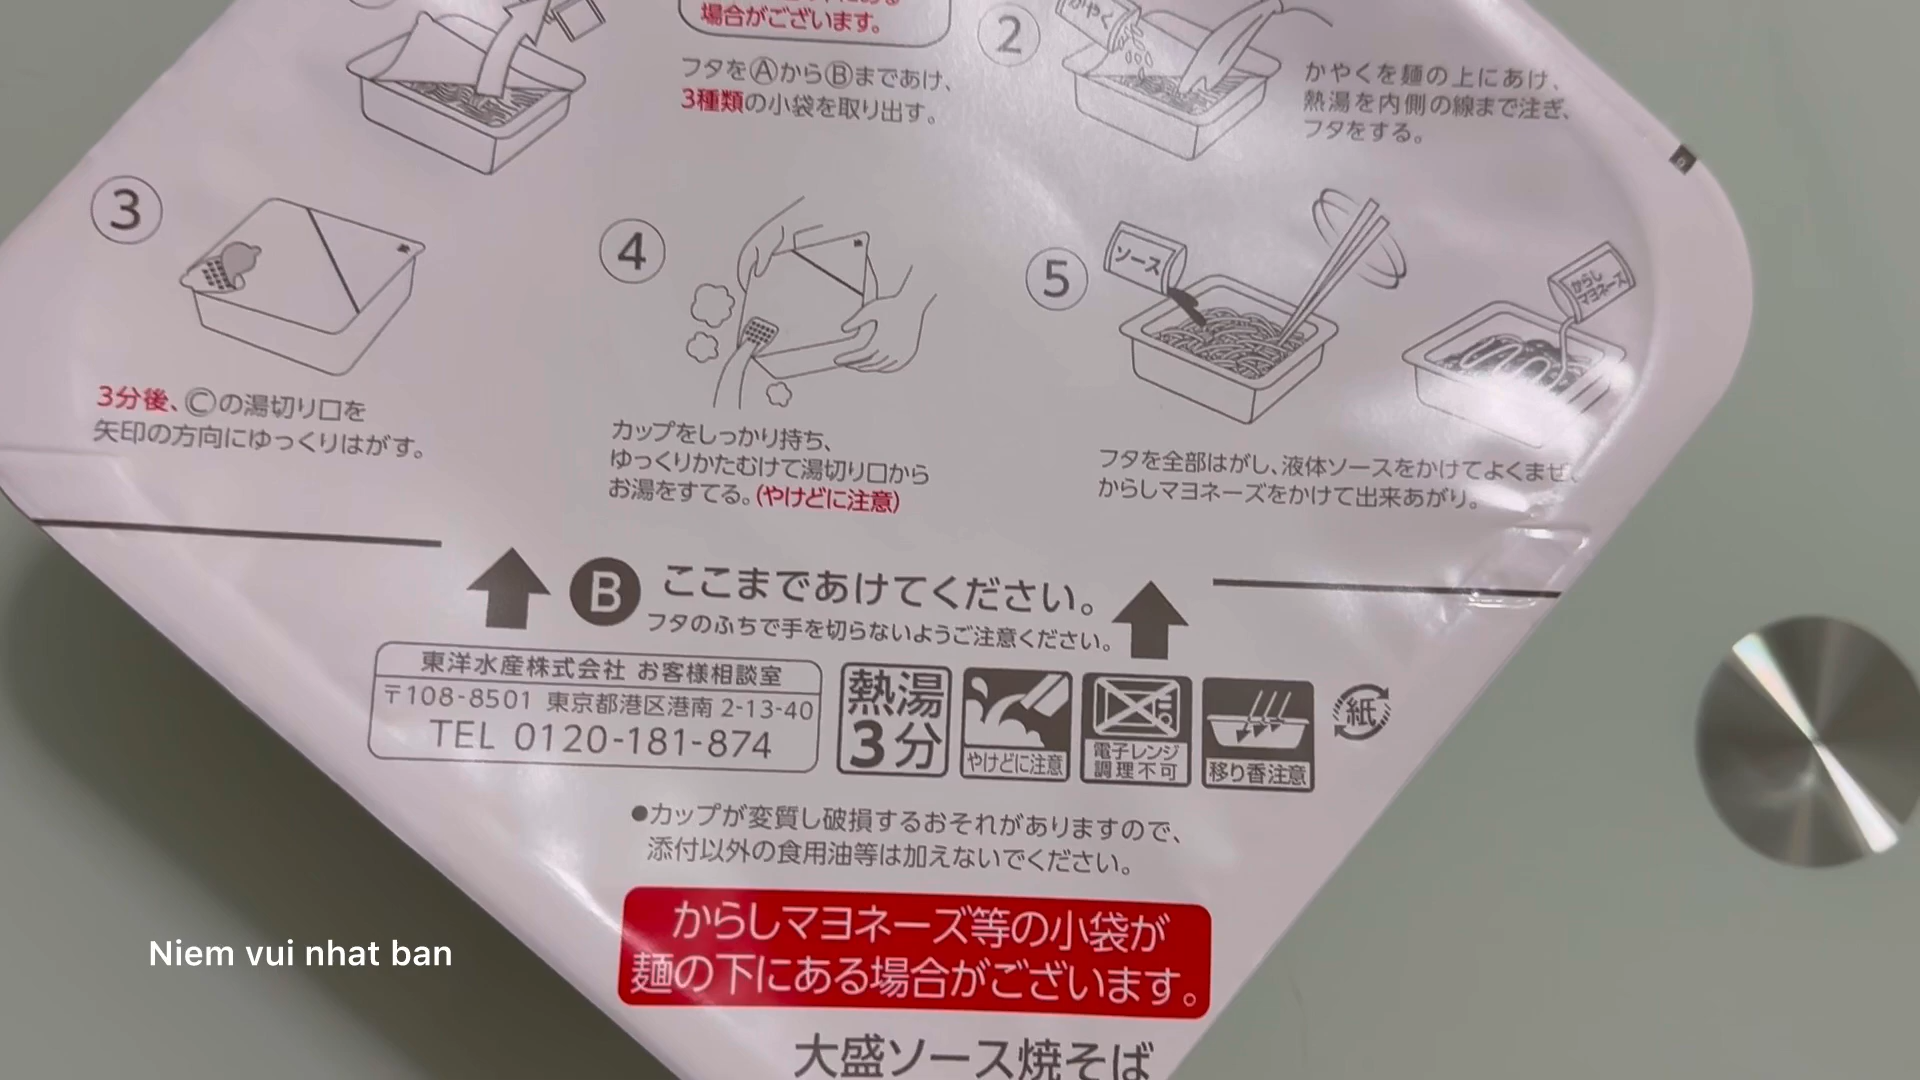 場合がございます。
フタをⒶからⒷまであけ、
3種類の小袋を取り出す。
2
かやく
かやくを麺の上にあけ、
熱湯を内側の線まで注ぎ、
フタをする。
3
3分後、Ⓒの湯切り口を
矢印の方向にゆっくりはがす。
4
カップをしっかり持ち、
ゆっくりかたむけて湯切り口から
お湯をすてる。(やけどに注意)
5
ソース
からし
マヨネーズ
フタを全部はがし、液体ソースをかけてよくまぜ、
からしマヨネーズをかけて出来あがり。
B ここまであけてください。
フタのふちで手を切らないようご注意ください。
東洋水産株式会社 お客様相談室
〒108-8501 東京都港区港南 2-13-40
TEL 0120-181-874
熱湯
3分
やけどに注意
電子レンジ
調理不可
移り香注意
紙
●カップが変質し破損するおそれがありますので、
添付以外の食用油等は加えないでください。
からしマヨネーズ等の小袋が
麺の下にある場合がございます。
大盛ソース焼そば
Niem vui nhat ban